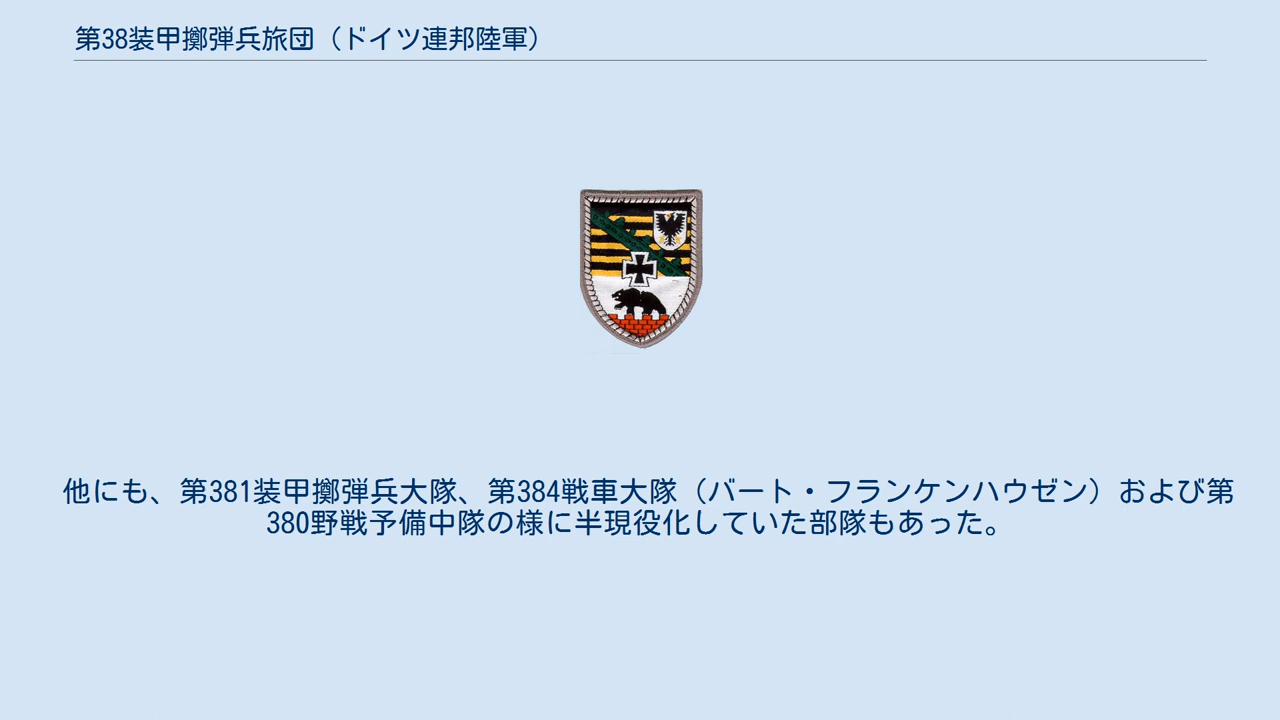 第38装甲擲弾兵旅団（ドイツ連邦陸軍）
他にも、第381装甲擲弾兵大隊、第384戦車大隊（バート・フランケンハウゼン）および第
380野戦予備中隊の様に半現役化していた部隊もあった。